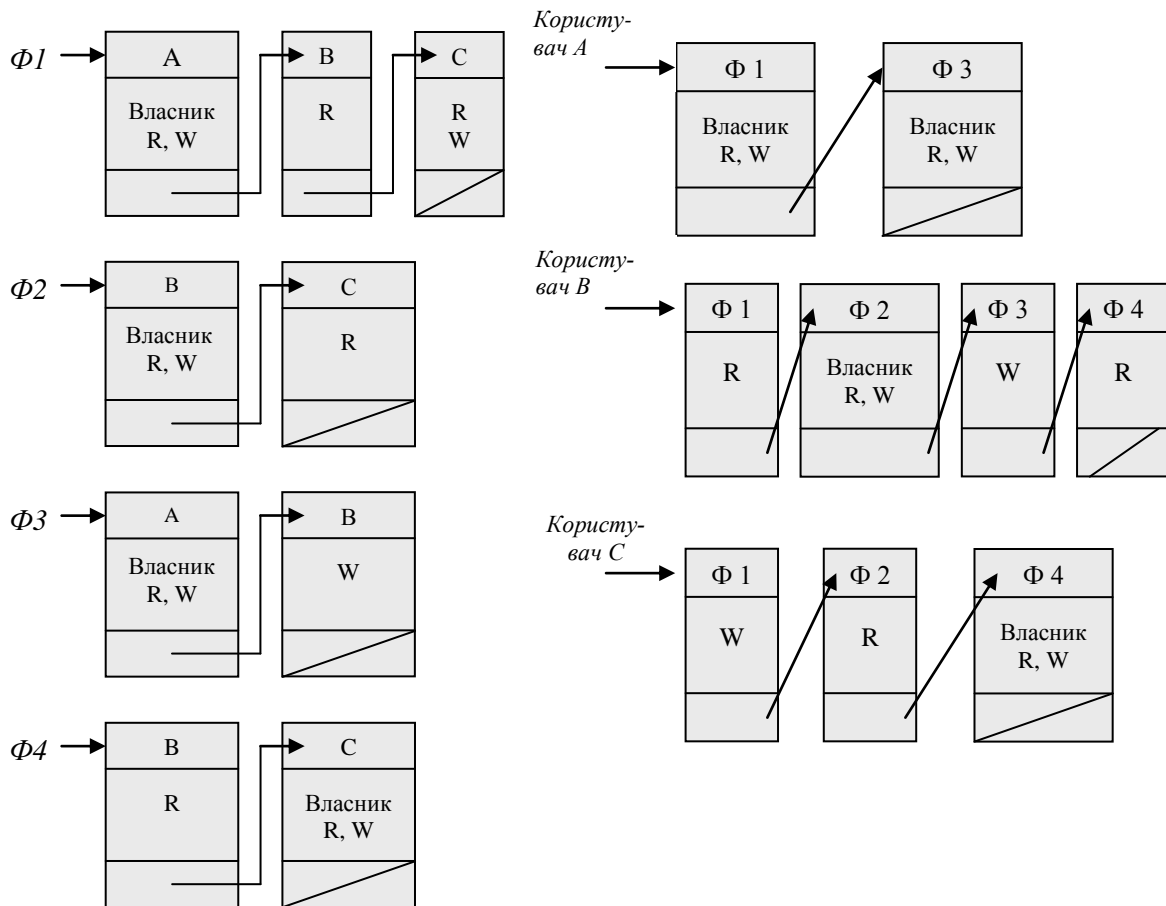 Ф1
A
B
C
Власник
R, W
R
R
W
Ф2
B
C
Власник
R, W
R
Ф3
A
B
Власник
R, W
W
Ф4
B
C
R
Власник
R, W
Користу-
вач A
Ф 1
Ф 3
Власник
R, W
Власник
R, W
Користу-
вач B
Ф 1
Ф 2
Ф 3
Ф 4
R
Власник
R, W
W
R
Користу-
вач C
Ф 1
Ф 2
Ф 4
W
R
Власник
R, W